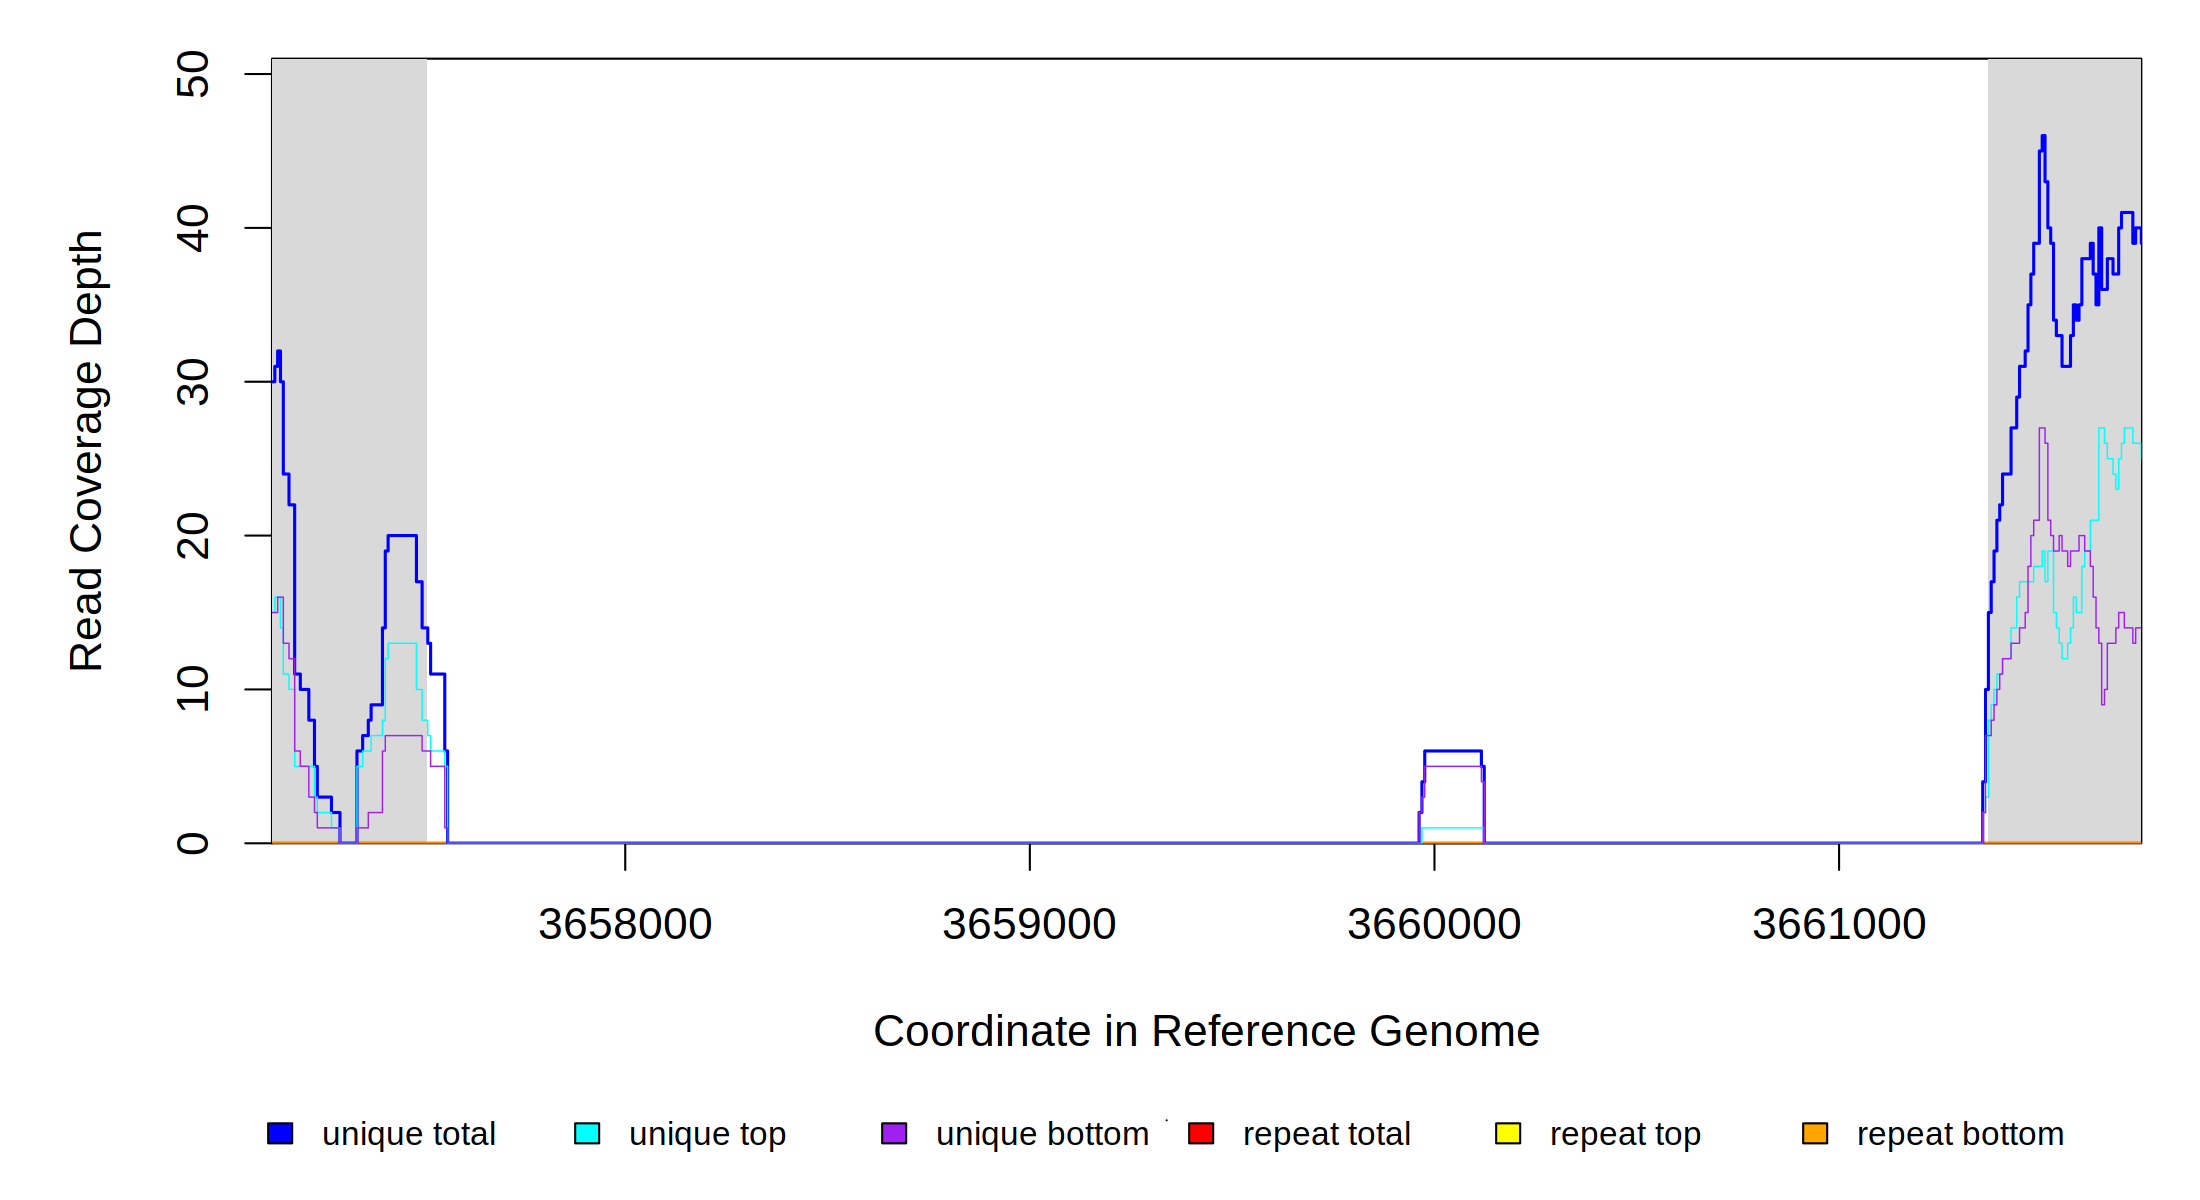 50
40
30
20
10
0
Read Coverage Depth
3658000 3659000 3660000 3661000
Coordinate in Reference Genome
unique total unique top unique bottom repeat total repeat top repeat bottom